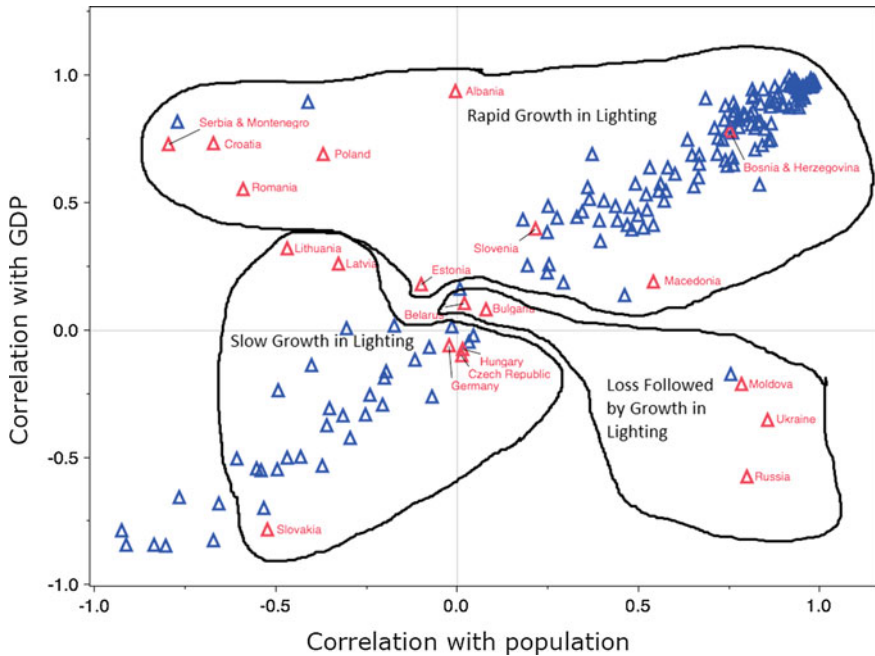 1.0
0.5
0.0
-0.5
-1.0
-1.0
-0.5
0.0
0.5
1.0
Correlation with GDP
Correlation with population
Albania
Rapid Growth in Lighting
Serbia & Montenegro
Croatia
Poland
Romania
Bosnia & Herzegovina
Slovenia
Lithuania
Latvia
Estonia
Macedonia
Belarus
Bulgaria
Slow Growth in Lighting
Hungary
Czech Republic
Germany
Loss Followed
by Growth in
Lighting
Moldova
Ukraine
Russia
Slovakia